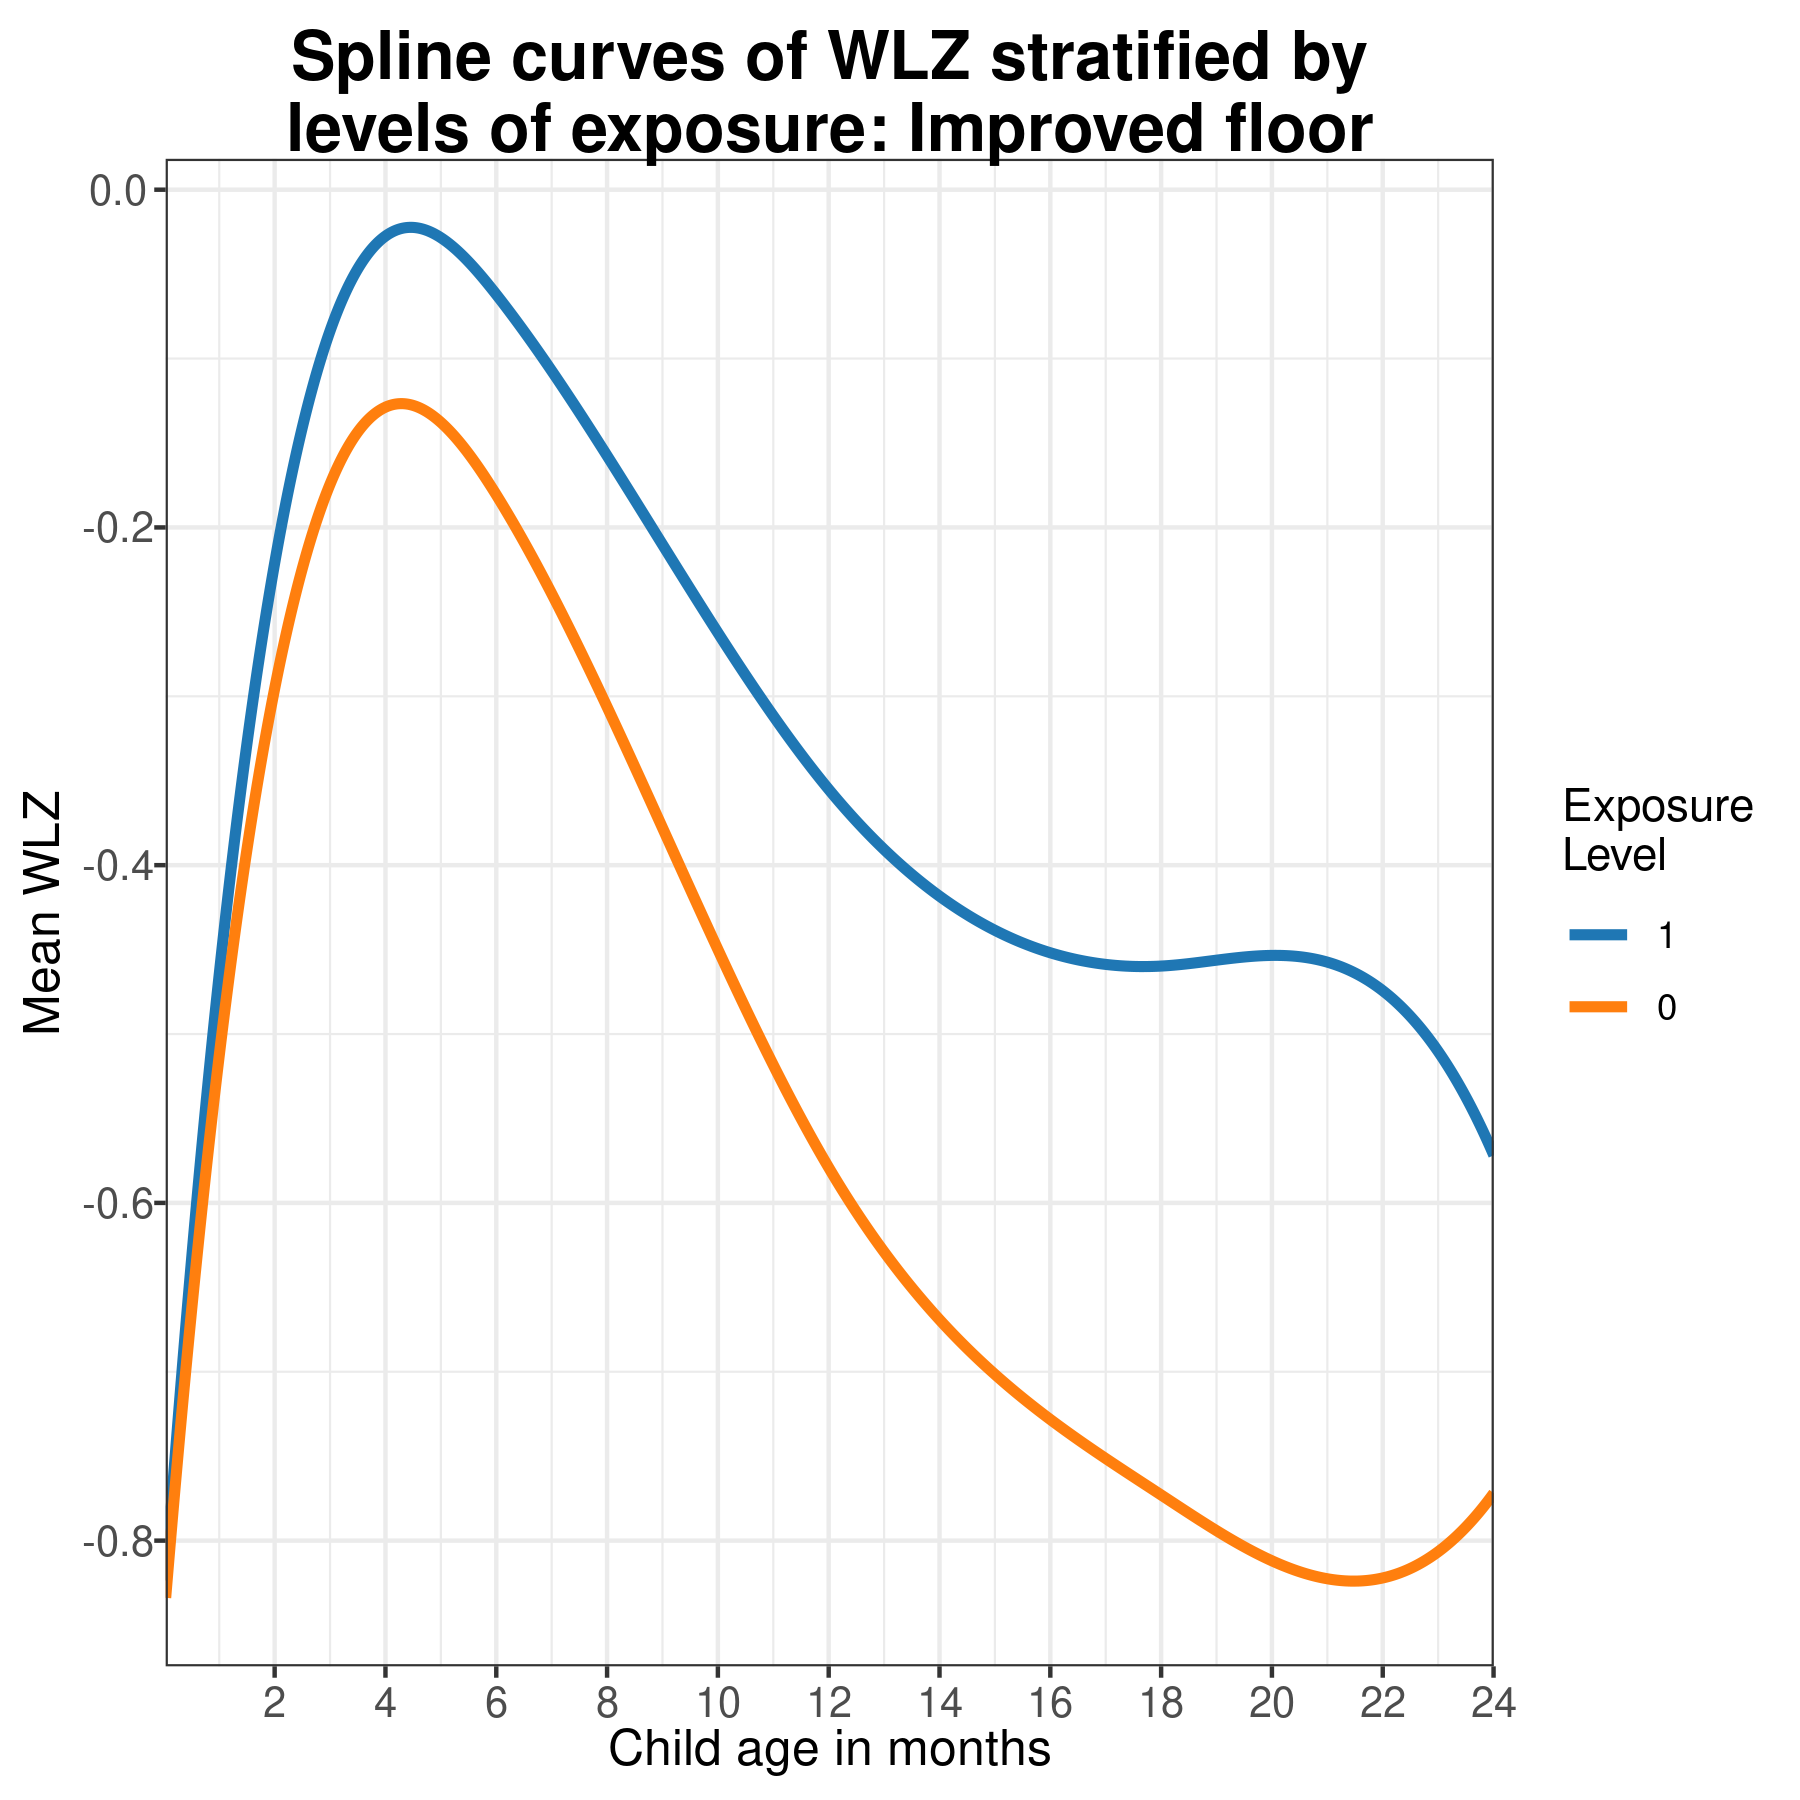 Spline curves of WLZ stratified by
levels of exposure: Improved floor
0.0
-0.2
-0.4
-0.6
-0.8
Mean WLZ
2 4 6 8 10 12 14 16 18 20 22 24
Child age in months
Exposure
Level
1
0